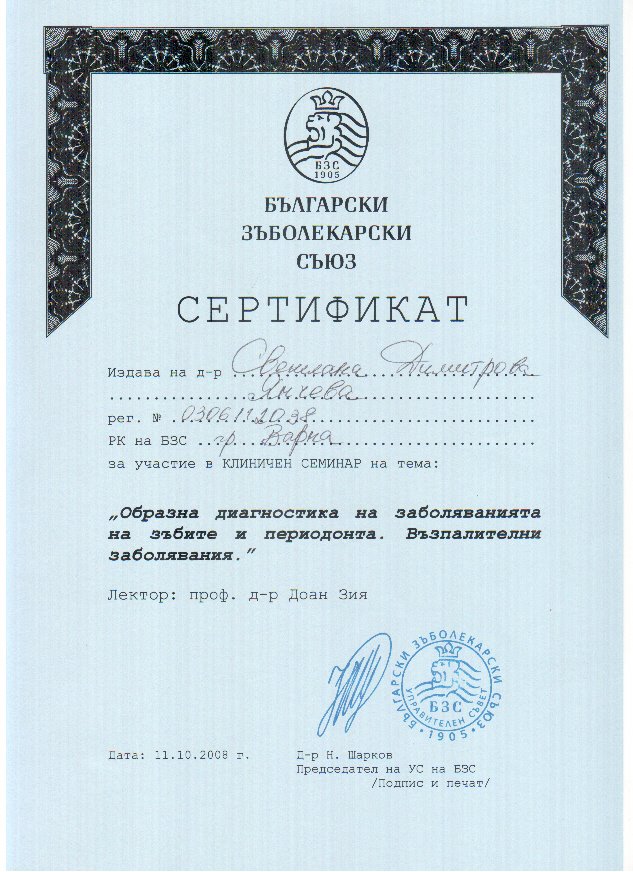 БЗС
1905
БЪЛГАРСКИ
ЗЪБОЛЕКАРСКИ
СЪЮЗ
СЕРТИФИКАТ
Издава на д-р Светлана Димитрова
Янчева
рег. № 0306112038
РК на БЗС гр. Варна
за участие в КЛИНИЧЕН СЕМИНАР на тема:
„Образна диагностика на заболяванията
на зъбите и периодонта. Възпалителни
заболявания.”
Лектор: проф. д-р Доан Зия
БЪЛГАРСКИ ЗЪБОЛЕКАРСКИ СЪЮЗ
УПРАВИТЕЛЕН СЪВЕТ
БЗС
1905
Дата: 11.10.2008 г.
Д-р Н. Шарков
Председател на УС на БЗС
/Подпис и печат/